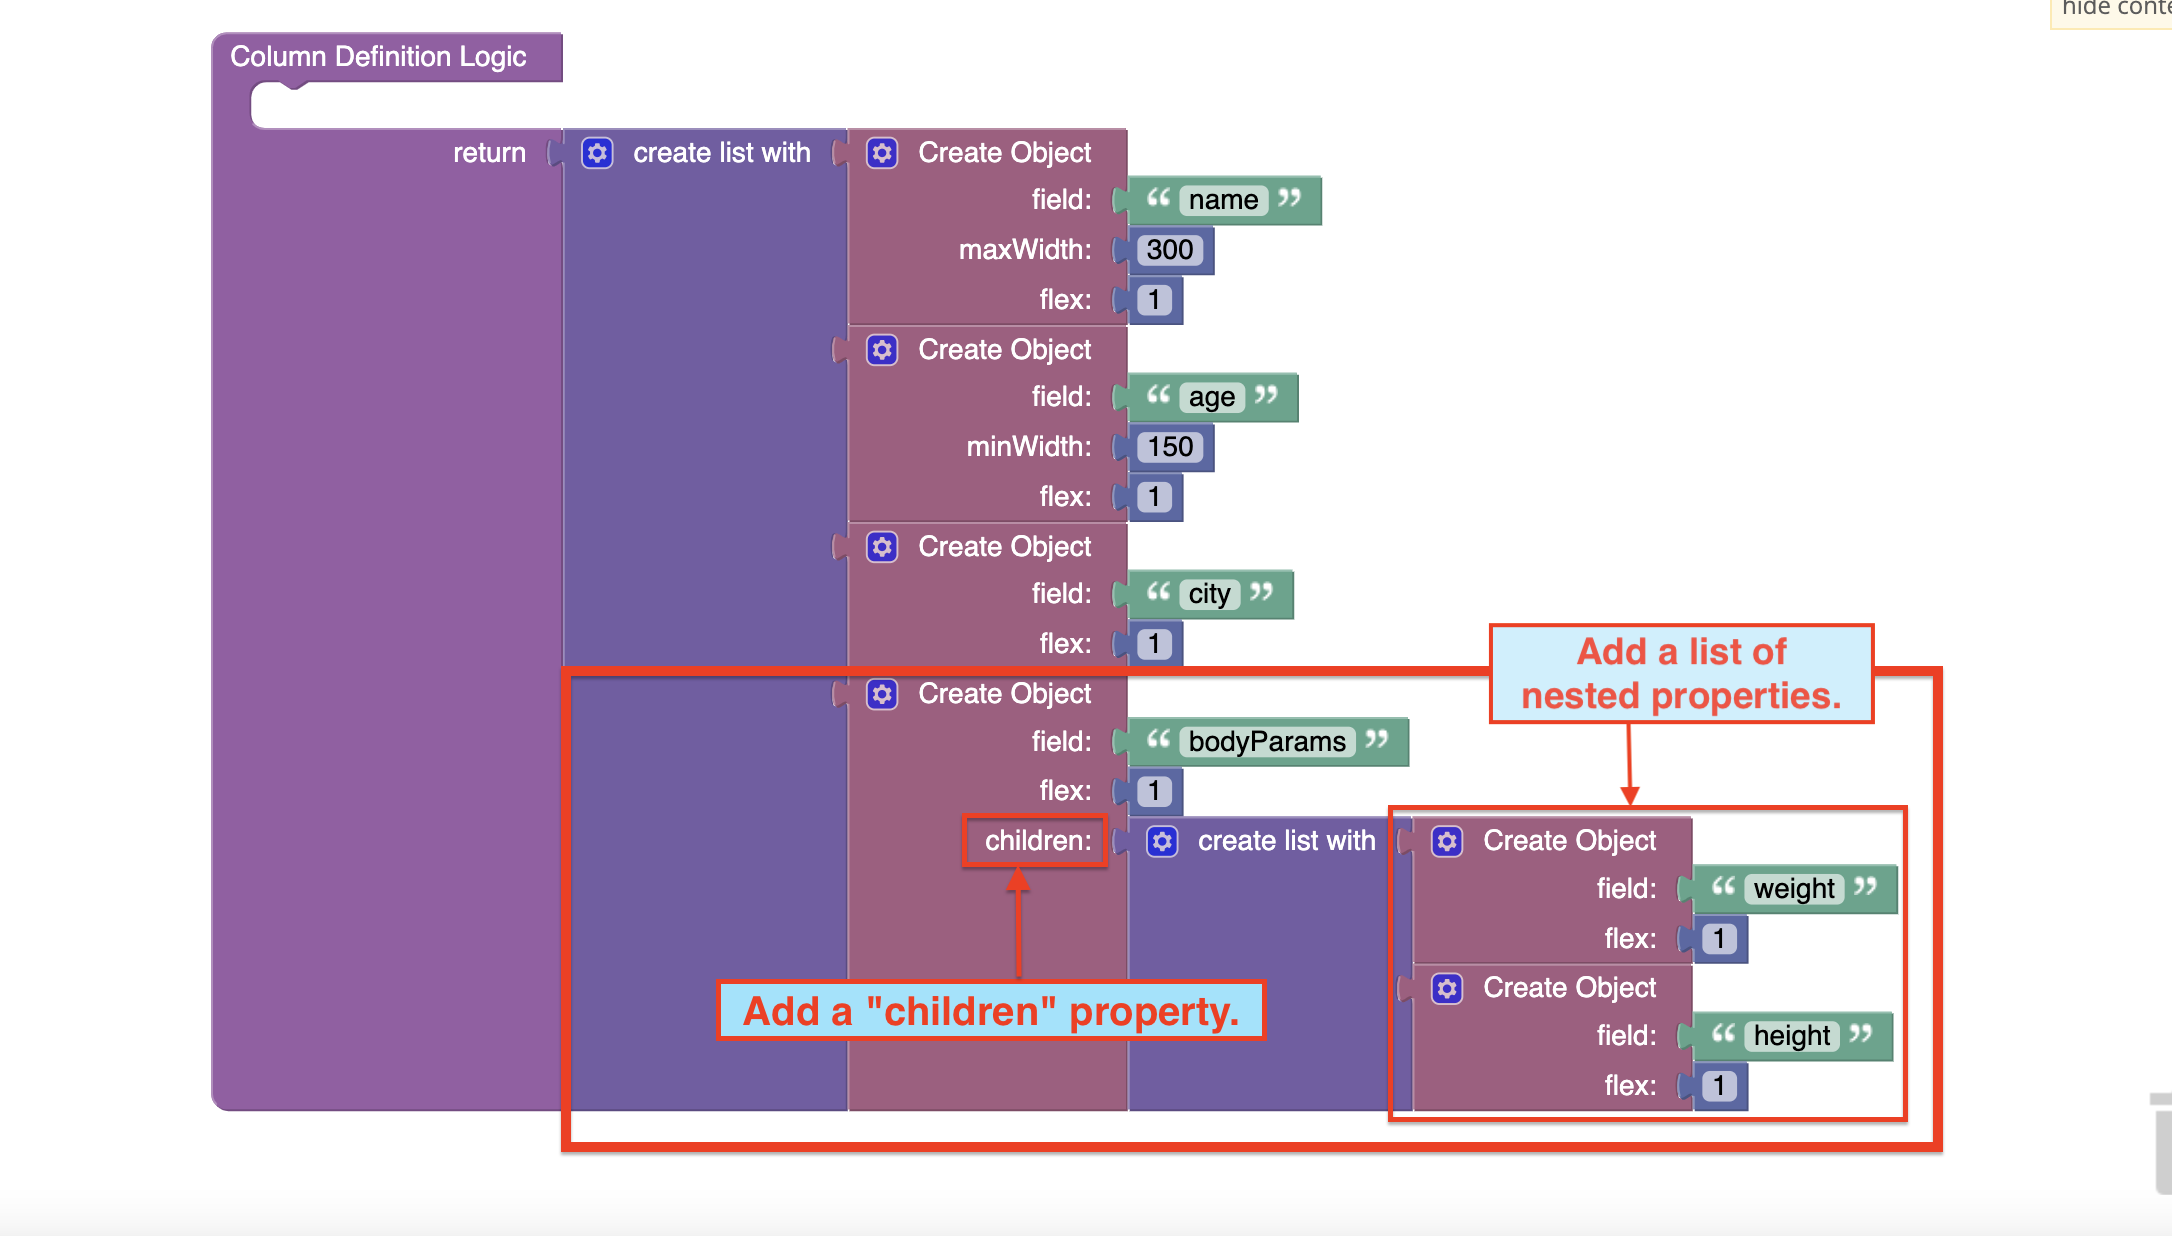 hide conte
Column Definition Logic
return create list with Create Object
field: “ name ”
maxWidth: 300
flex: 1
Create Object
field: “ age ”
minWidth: 150
flex: 1
Create Object
field: “ city ”
flex: 1
Add a list of
nested properties.
Create Object
field: “ bodyParams ”
flex: 1
children: create list with Create Object
field: “ weight ”
flex: 1
Create Object
Add a "children" property.
field: “ height ”
flex: 1